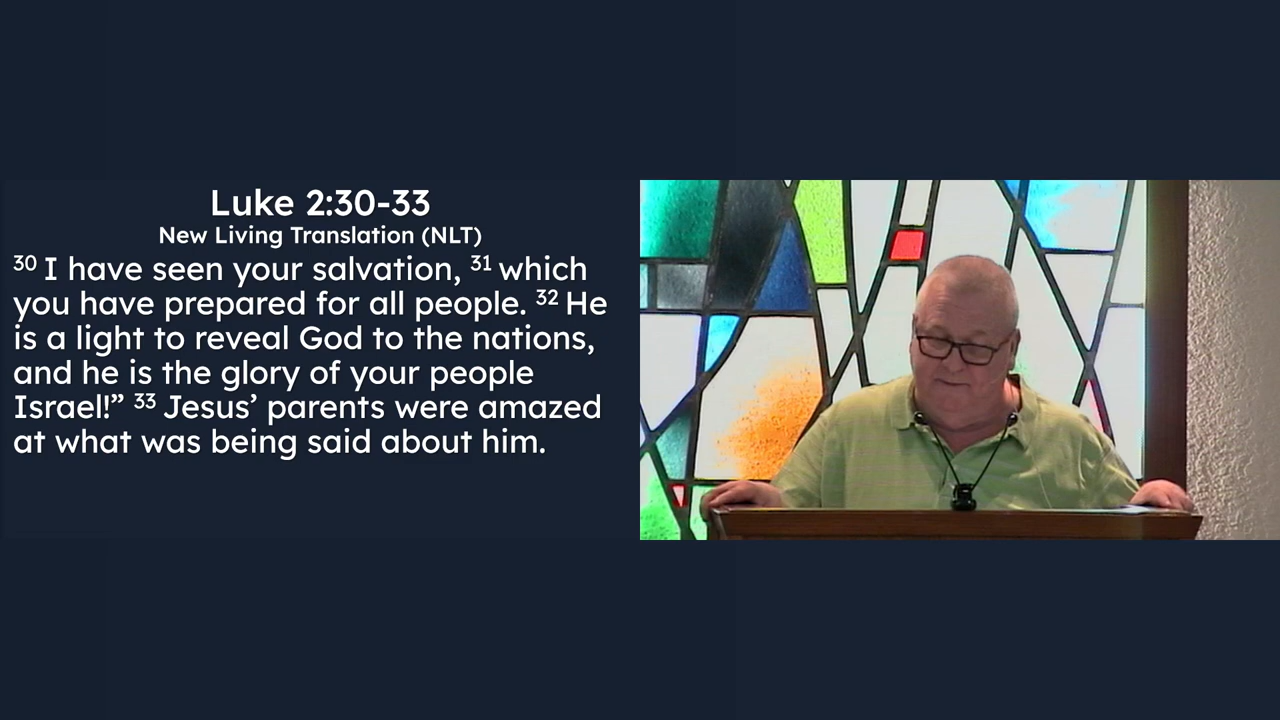 Luke 2:30-33
New Living Translation (NLT)
30 I have seen your salvation, 31 which
you have prepared for all people. 32 He
is a light to reveal God to the nations,
and he is the glory of your people
Israel!” 33 Jesus’ parents were amazed
at what was being said about him.